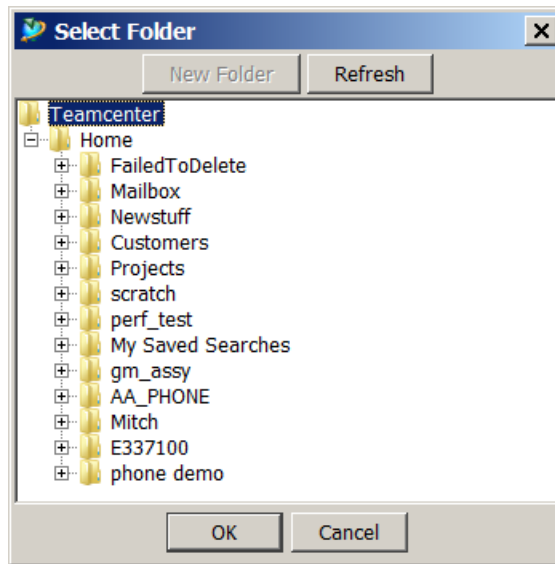 Select Folder
New Folder Refresh
Teamcenter
Home
FailedToDelete
Mailbox
Newstuff
Customers
Projects
scratch
perf_test
My Saved Searches
gm_assy
AA_PHONE
Mitch
E337100
phone demo
OK Cancel